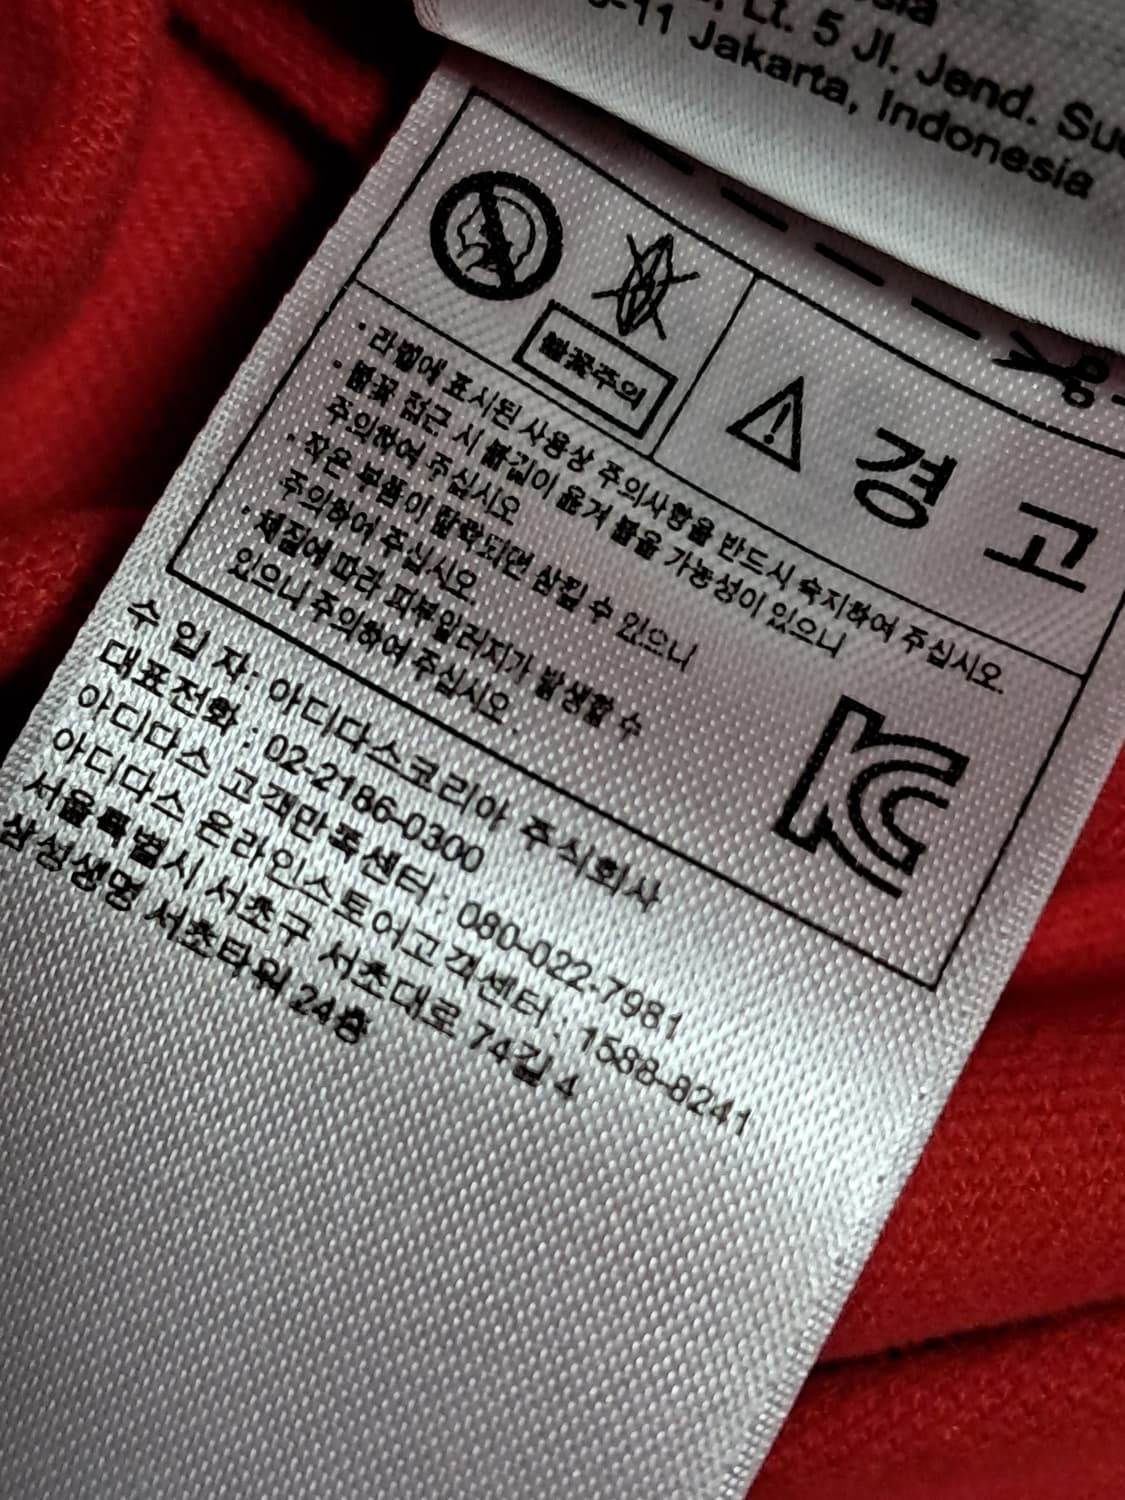 Lt. 5 Jl. Jend.
-11 Jakarta, Indonesia
불꽃주의
경 고
· 라벨에 표시된 사용상 주의사항을 반드시 숙지하여 주십시오.
· 불꽃 접근 시 불길이 옮겨 붙을 가능성이 있으니
주의하여 주십시오
· 작은 부품이 탈락되면 삼킬 수 있으니
주의하여 주십시오.
· 체질에 따라 피부알러지가 발생할 수
있으니 주의하여 주십시오.
KC
수 입 자: 아디다스코리아 주식회사
대표전화 : 02-2186-0300
아디다스 고객만족센터 : 080-022-7981
아디다스 온라인스토어고객센터 : 1588-8241
서울특별시 서초구 서초대로 74길 4
삼성생명 서초타워 24층